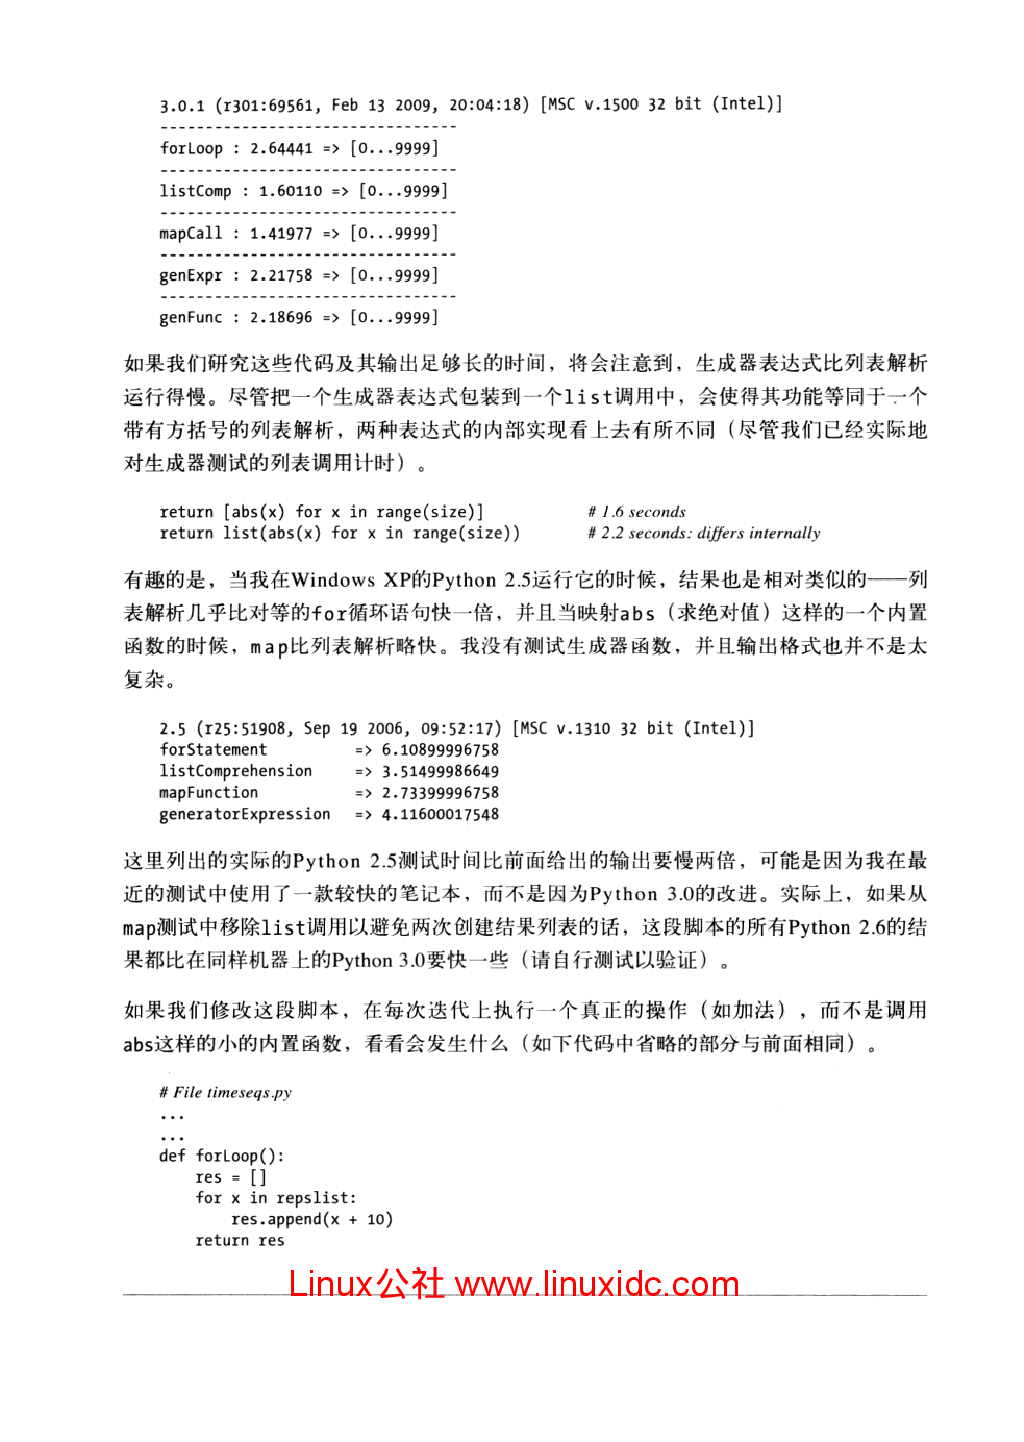 3.0.1 (r301:69561, Feb 13 2009, 20:04:18) [MSC v.1500 32 bit (Intel)]
---------------------------------
forLoop : 2.64441 => [0...9999]
---------------------------------
listComp : 1.60110 => [0...9999]
---------------------------------
mapCall : 1.41977 => [0...9999]
---------------------------------
genExpr : 2.21758 => [0...9999]
---------------------------------
genFunc : 2.18696 => [0...9999]
如果我们研究这些代码及其输出足够长的时间，将会注意到，生成器表达式比列表解析
运行得慢。尽管把一个生成器表达式包装到一个list调用中，会使得其功能等同于一个
带有方括号的列表解析，两种表达式的内部实现看上去有所不同（尽管我们已经实际地
对生成器测试的列表调用计时）。
return [abs(x) for x in range(size)] # 1.6 seconds
return list(abs(x) for x in range(size)) # 2.2 seconds: differs internally
有趣的是，当我在Windows XP的Python 2.5运行它的时候，结果也是相对类似的——列
表解析几乎比对等的for循环语句快一倍，并且当映射abs（求绝对值）这样的一个内置
函数的时候，map比列表解析略快。我没有测试生成器函数，并且输出格式也并不是太
复杂。
2.5 (r25:51908, Sep 19 2006, 09:52:17) [MSC v.1310 32 bit (Intel)]
forStatement => 6.10899996758
listComprehension => 3.51499986649
mapFunction => 2.73399996758
generatorExpression => 4.11600017548
这里列出的实际的Python 2.5测试时间比前面给出的输出要慢两倍，可能是因为我在最
近的测试中使用了一款较快的笔记本，而不是因为Python 3.0的改进。实际上，如果从
map测试中移除list调用以避免两次创建结果列表的话，这段脚本的所有Python 2.6的结
果都比在同样机器上的Python 3.0要快一些（请自行测试以验证）。
如果我们修改这段脚本，在每次迭代上执行一个真正的操作（如加法），而不是调用
abs这样的小的内置函数，看看会发生什么（如下代码中省略的部分与前面相同）。
# File timeseqs.py
...
...
def forLoop():
    res = []
    for x in repslist:
        res.append(x + 10)
    return res
Linux公社 www.linuxidc.com